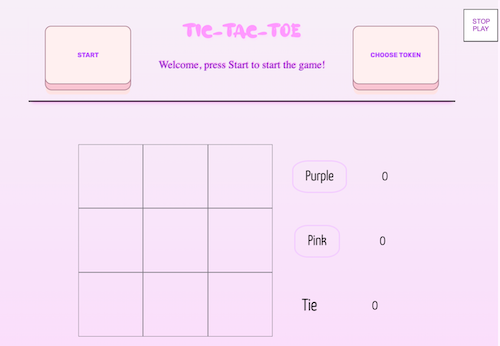 TIC-TAC-TOE
STOP
PLAY
START
CHOOSE TOKEN
Welcome, press Start to start the game!
Purple 0
Pink 0
Tie 0